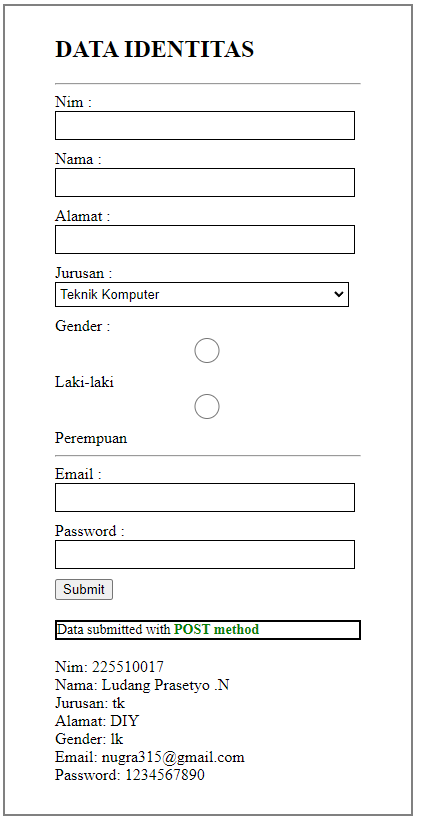 DATA IDENTITAS
Nim :
Nama :
Alamat :
Jurusan :
Teknik Komputer
Gender :
Laki-laki
Perempuan
Email :
Password :
Submit
Data submitted with POST method
Nim: 225510017
Nama: Ludang Prasetyo .N
Jurusan: tk
Alamat: DIY
Gender: lk
Email: nugra315@gmail.com
Password: 1234567890